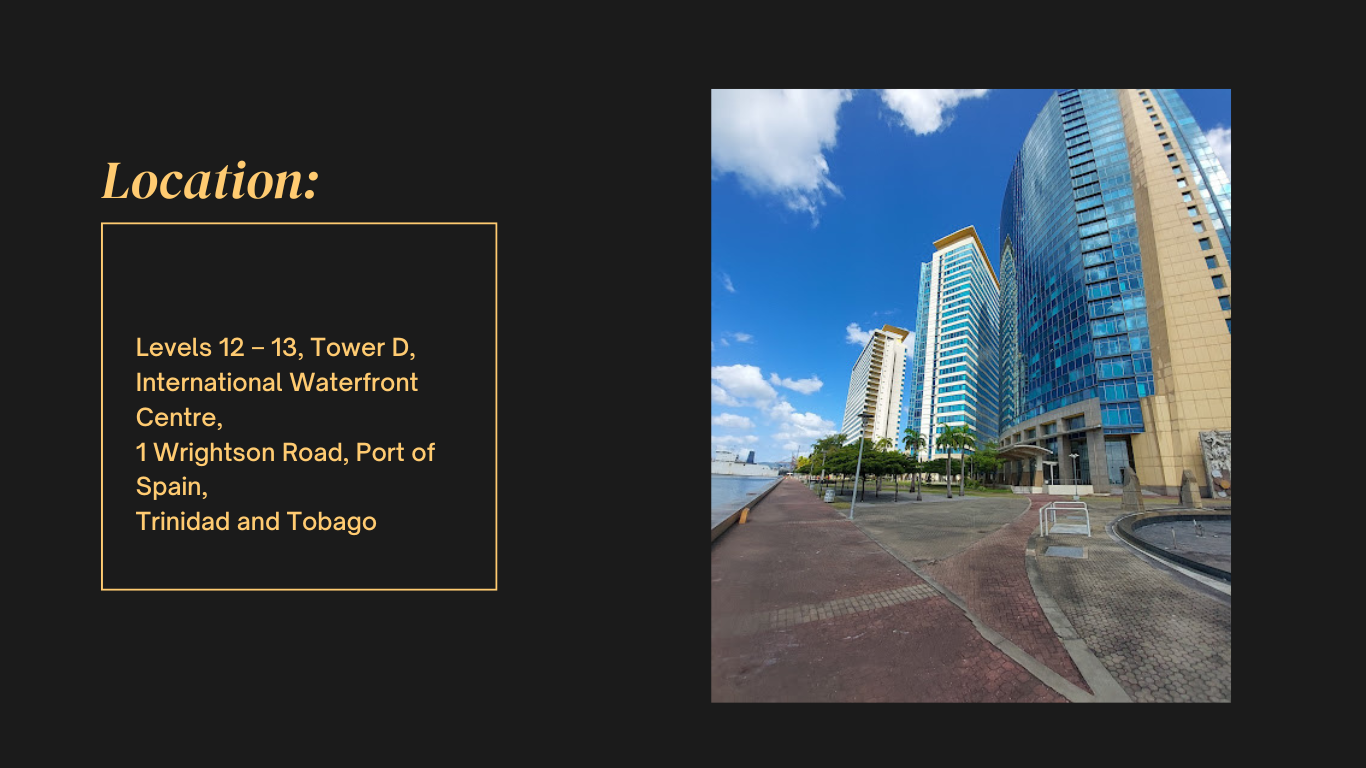 Location:
Levels 12 – 13, Tower D,
International Waterfront
Centre,
1 Wrightson Road, Port of
Spain,
Trinidad and Tobago